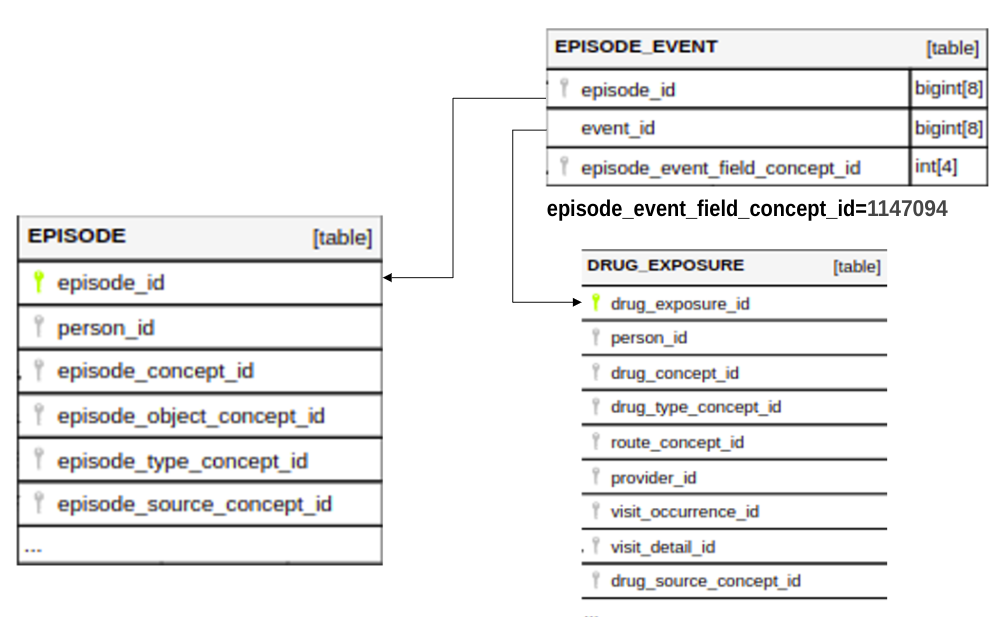 EPISODE_EVENT [table]
episode_id bigint[8]
event_id bigint[8]
episode_event_field_concept_id int[4]
episode_event_field_concept_id=1147094
EPISODE [table]
episode_id
person_id
episode_concept_id
episode_object_concept_id
episode_type_concept_id
episode_source_concept_id
...
DRUG_EXPOSURE [table]
drug_exposure_id
person_id
drug_concept_id
drug_type_concept_id
route_concept_id
provider_id
visit_occurrence_id
visit_detail_id
drug_source_concept_id
...